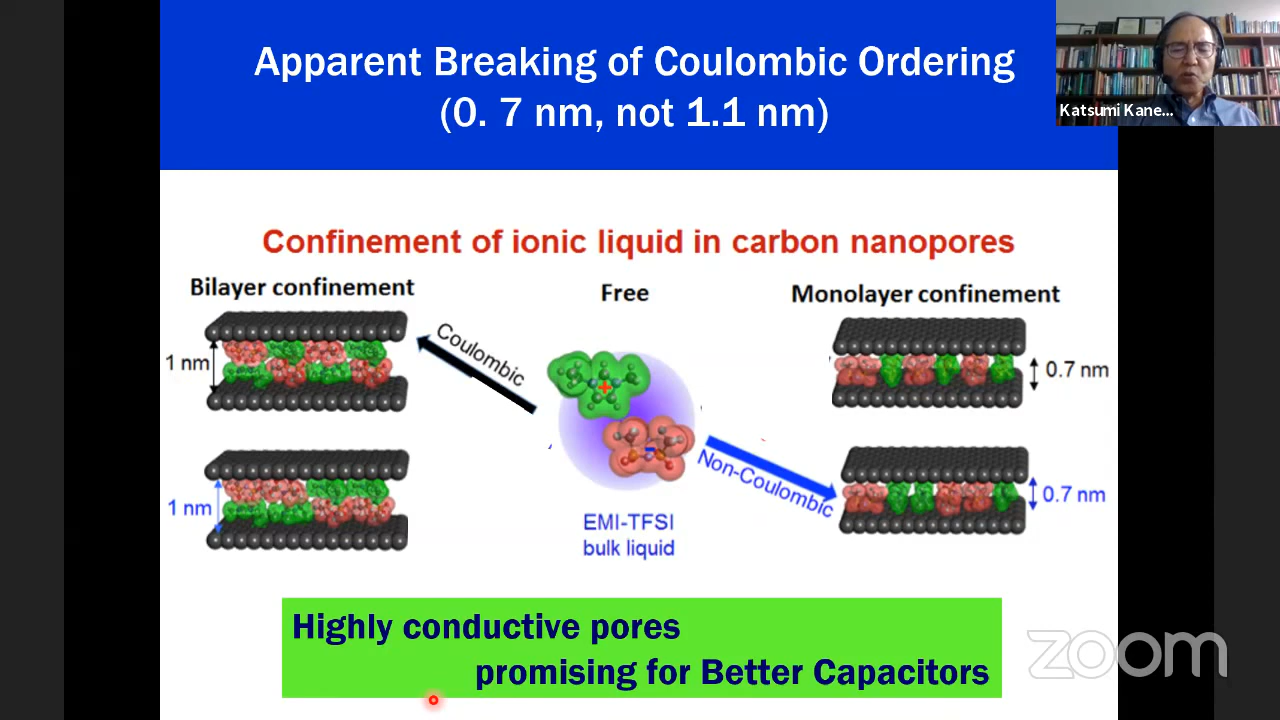 Apparent Breaking of Coulombic Ordering
(0. 7 nm, not 1.1 nm)
Katsumi Kane...
Confinement of ionic liquid in carbon nanopores
Bilayer confinement
Free
Monolayer confinement
Coulombic
1 nm
0.7 nm
+
-
Non-Coulombic
1 nm
0.7 nm
EMI-TFSI
bulk liquid
Highly conductive pores
promising for Better Capacitors
zoom